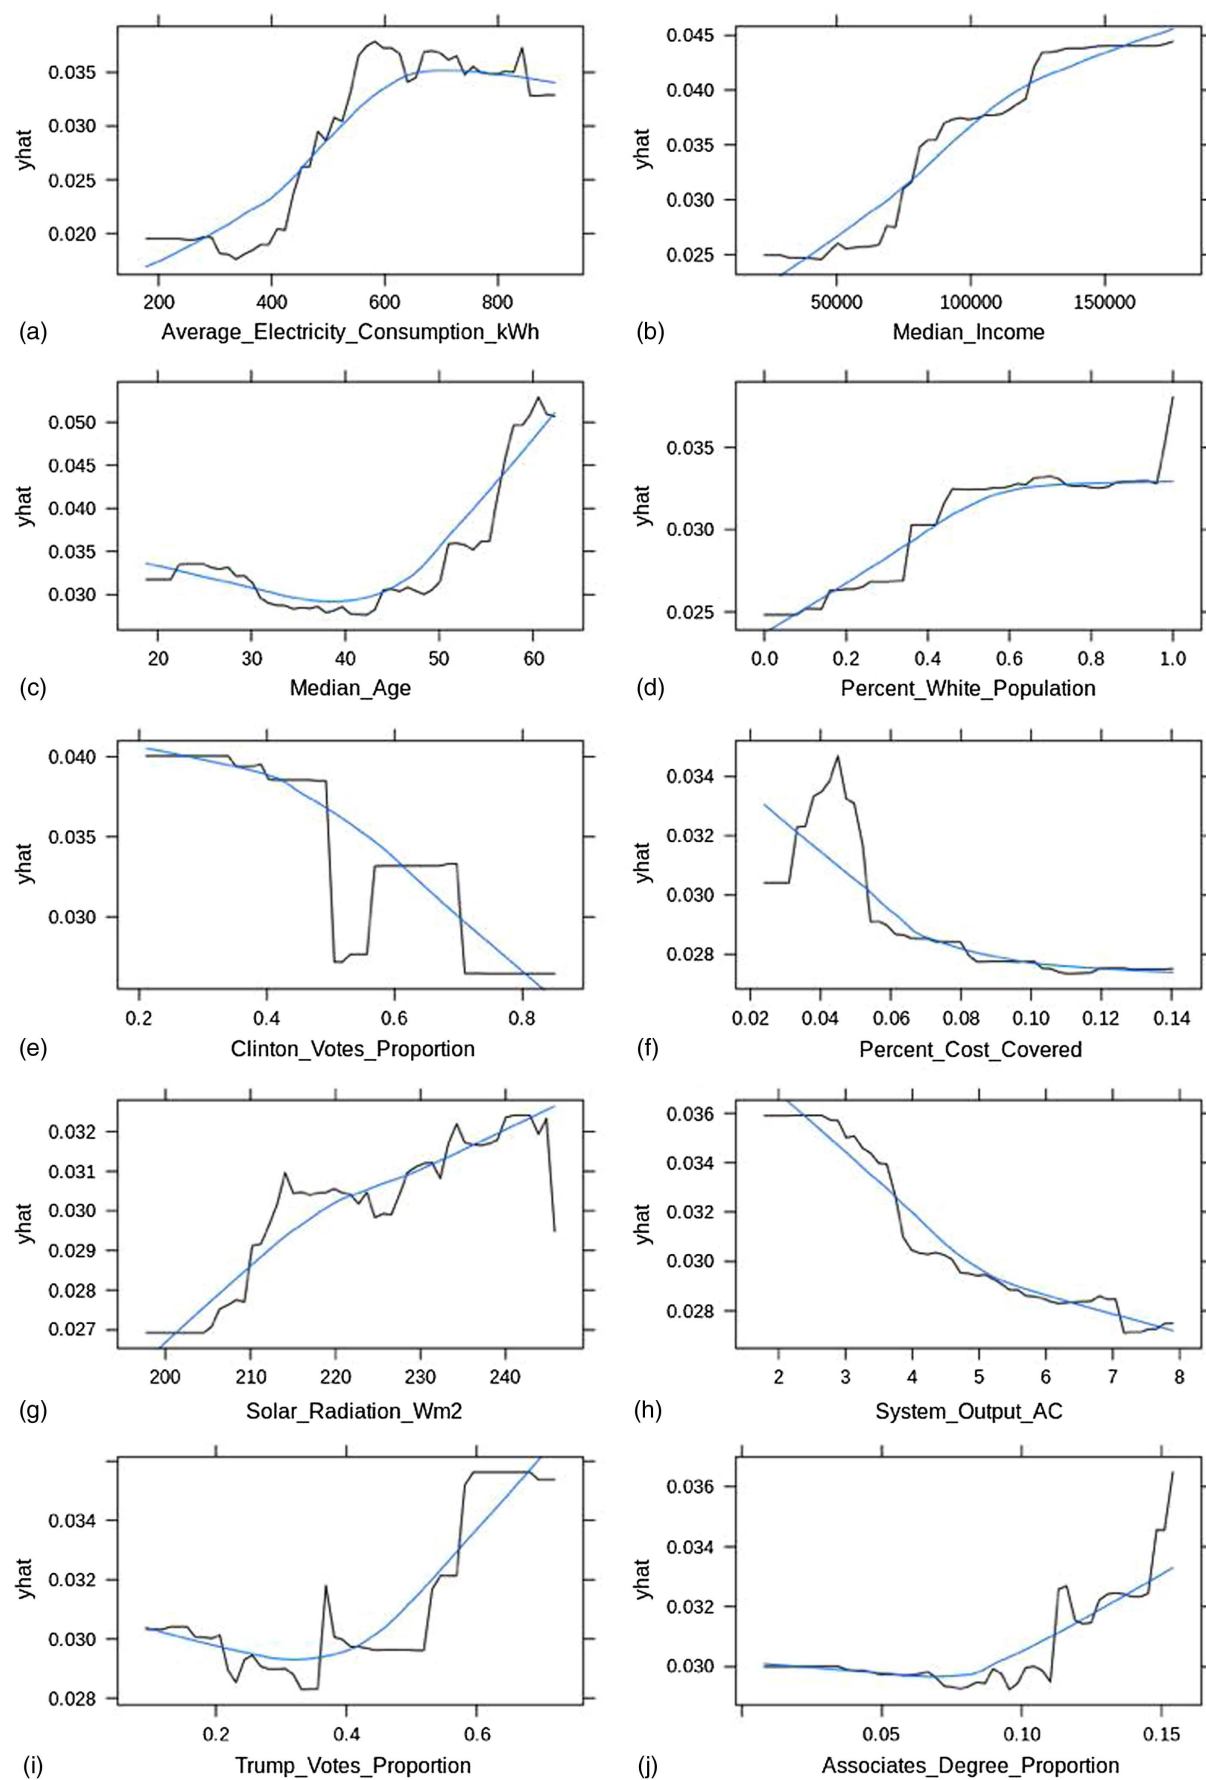 0.035
0.030
0.025
0.020
yhat
200 400 600 800
(a) Average_Electricity_Consumption_kWh
0.045
0.040
0.035
0.030
0.025
yhat
50000 100000 150000
(b) Median_Income
0.050
0.045
0.040
0.035
0.030
yhat
20 30 40 50 60
(c) Median_Age
0.035
0.030
0.025
yhat
0.0 0.2 0.4 0.6 0.8 1.0
(d) Percent_White_Population
0.040
0.035
0.030
yhat
0.2 0.4 0.6 0.8
(e) Clinton_Votes_Proportion
0.034
0.032
0.030
0.028
yhat
0.02 0.04 0.06 0.08 0.10 0.12 0.14
(f) Percent_Cost_Covered
0.032
0.031
0.030
0.029
0.028
0.027
yhat
200 210 220 230 240
(g) Solar_Radiation_Wm2
0.036
0.034
0.032
0.030
0.028
yhat
2 3 4 5 6 7 8
(h) System_Output_AC
0.034
0.032
0.030
0.028
yhat
0.2 0.4 0.6
(i) Trump_Votes_Proportion
0.036
0.034
0.032
0.030
yhat
0.05 0.10 0.15
(j) Associates_Degree_Proportion